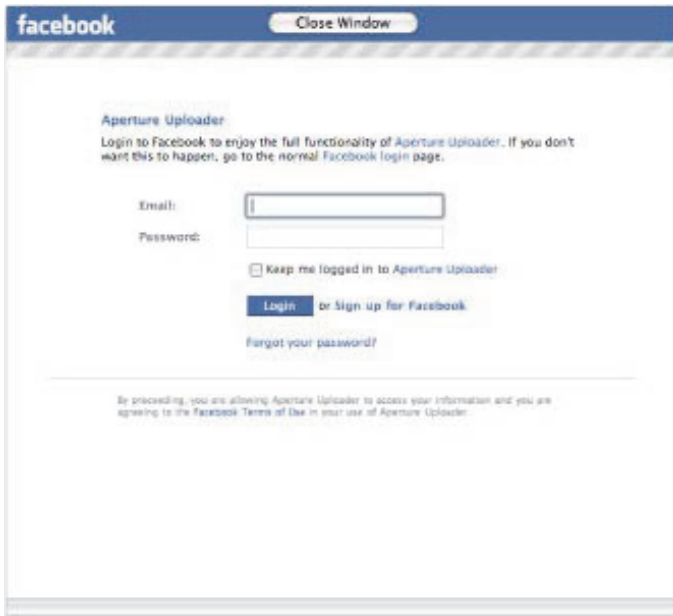 facebook
Close Window
Aperture Uploader
Login to Facebook to enjoy the full functionality of Aperture Uploader. If you don't
want this to happen, go to the normal Facebook login page.
Email:
Password:
Keep me logged in to Aperture Uploader
Login or Sign up for Facebook
Forgot your password?
By proceeding, you are allowing Aperture Uploader to access your information and you are
agreeing to the Facebook Terms of Use in your use of Aperture Uploader.